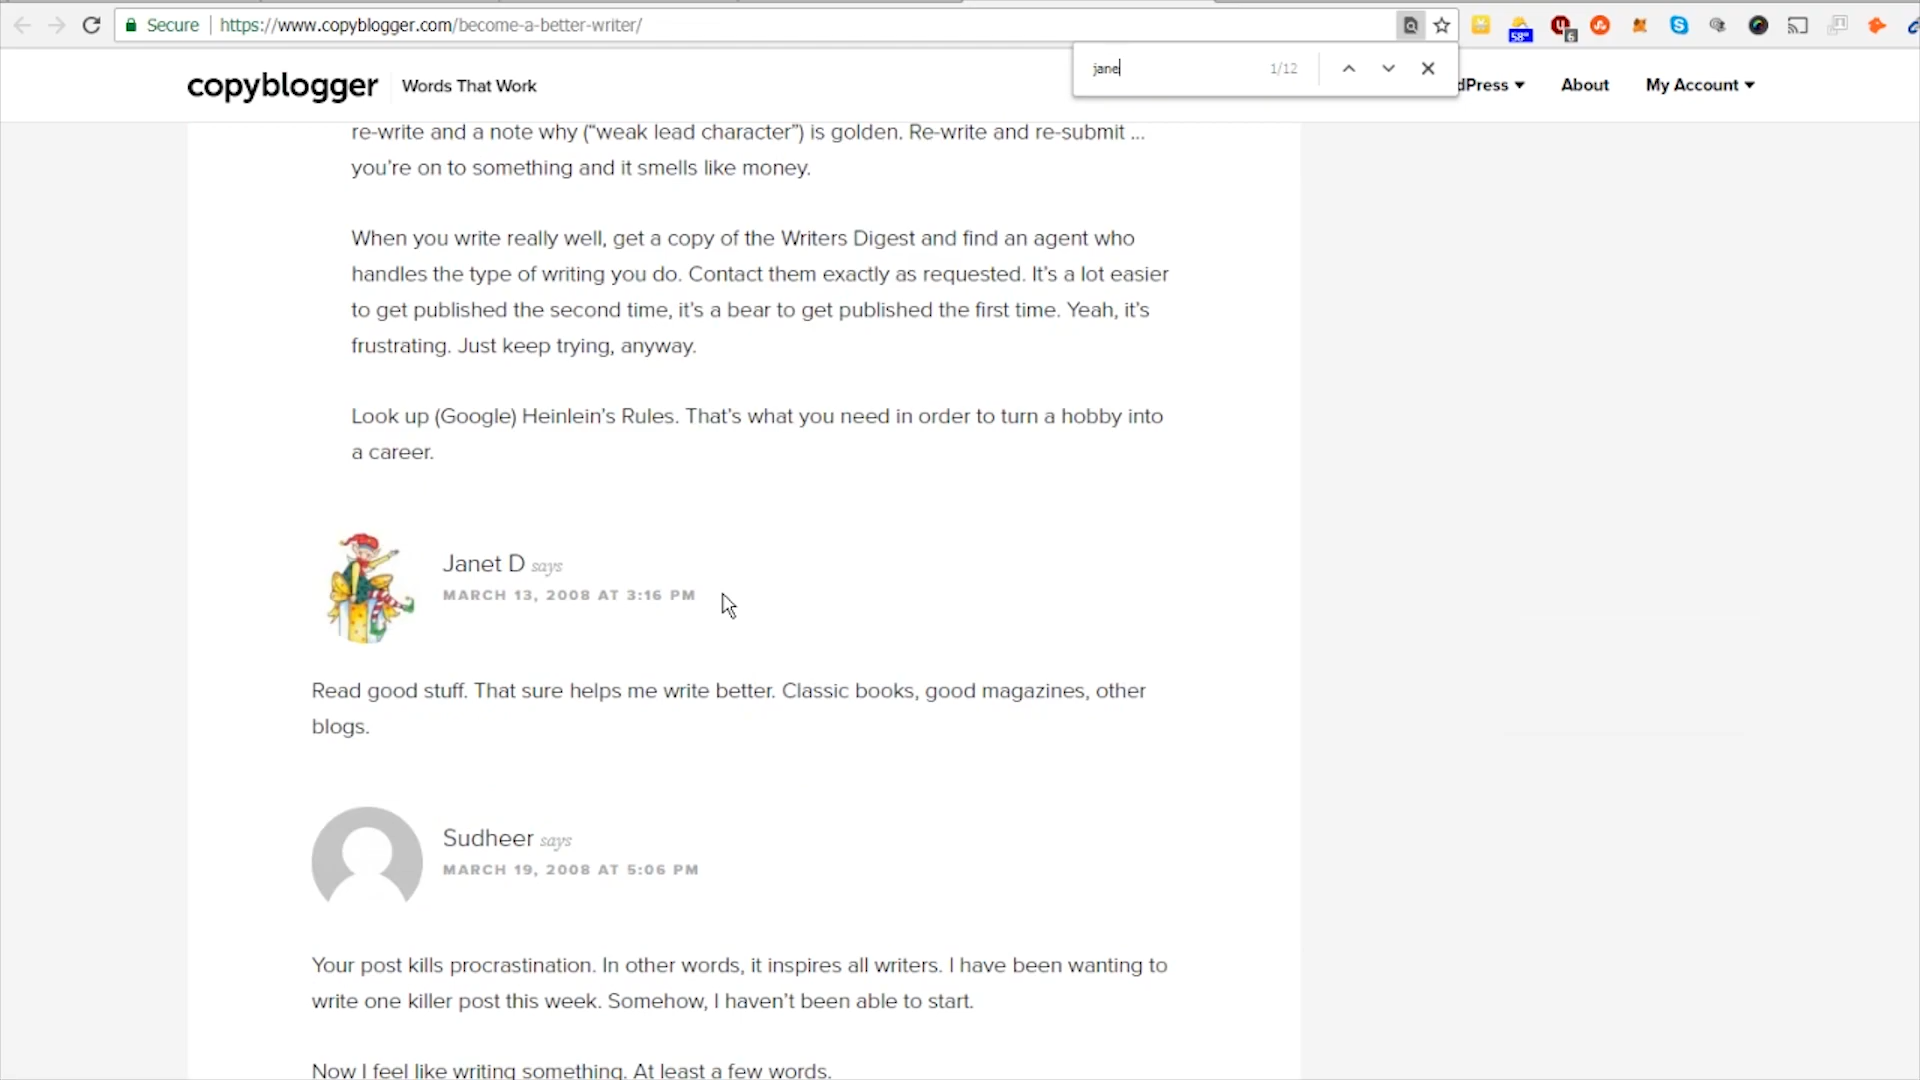 Secure https://www.copyblogger.com/become-a-better-writer/
58°
6
jane 1/12
copyblogger Words That Work
dPress About My Account
re-write and a note why (“weak lead character”) is golden. Re-write and re-submit …
you’re on to something and it smells like money.
When you write really well, get a copy of the Writers Digest and find an agent who
handles the type of writing you do. Contact them exactly as requested. It’s a lot easier
to get published the second time, it’s a bear to get published the first time. Yeah, it’s
frustrating. Just keep trying, anyway.
Look up (Google) Heinlein’s Rules. That’s what you need in order to turn a hobby into
a career.
Janet D says
MARCH 13, 2008 AT 3:16 PM
Read good stuff. That sure helps me write better. Classic books, good magazines, other
blogs.
Sudheer says
MARCH 19, 2008 AT 5:06 PM
Your post kills procrastination. In other words, it inspires all writers. I have been wanting to
write one killer post this week. Somehow, I haven’t been able to start.
Now I feel like writing something. At least a few words.